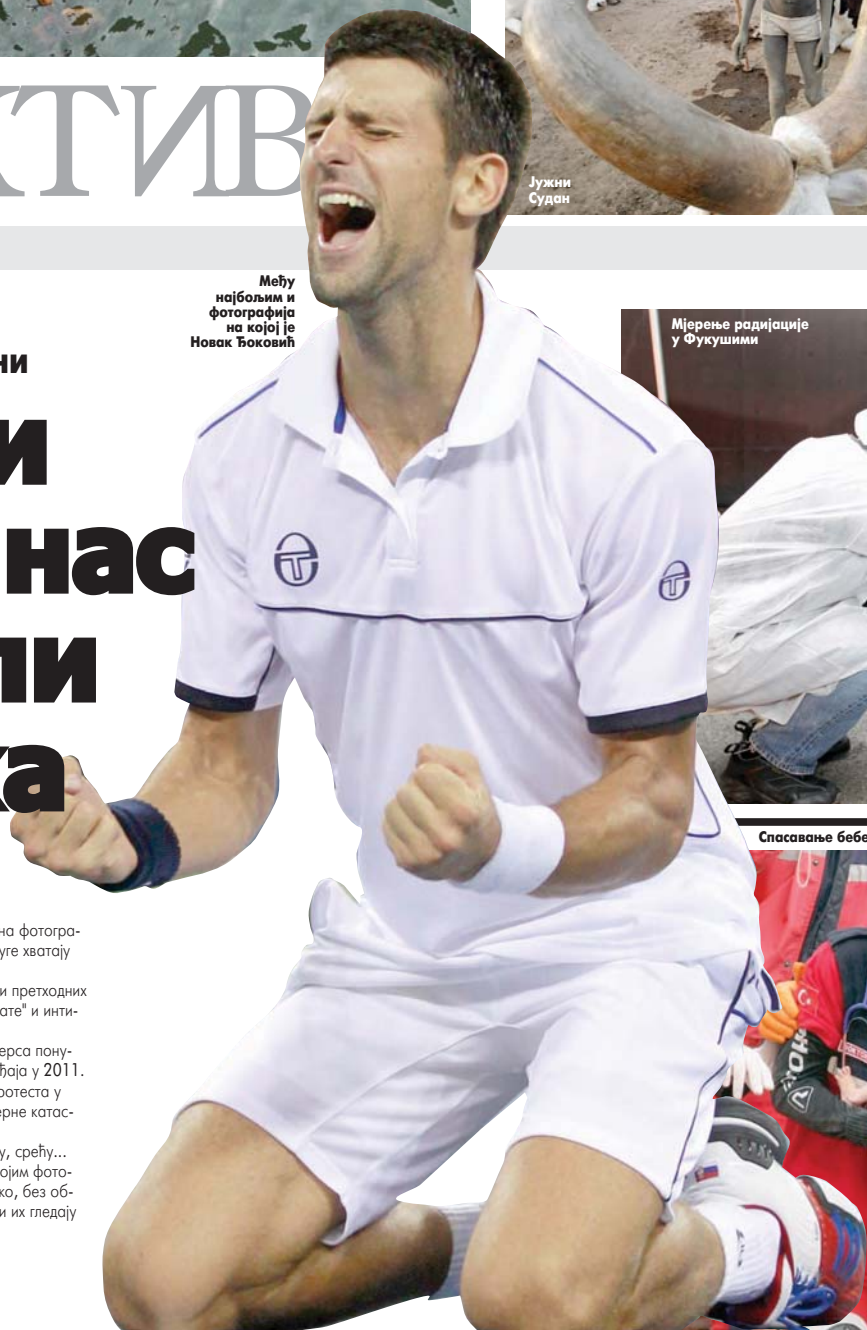 КТИВ
Јужни
Судан
Међу
најбољим и
фотографија
на којој је
Новак Ђоковић
Мјерење радијације
у Фукушими
ни
и
нас
ли
ка
Спасавање бебе
на фотогра-
уге хватају
и претходних
ате" и инти-
ерса пону-
ђаја у 2011.
ротеста у
ерне катас-
у, срећу...
ојим фото-
ко, без об-
и их гледају